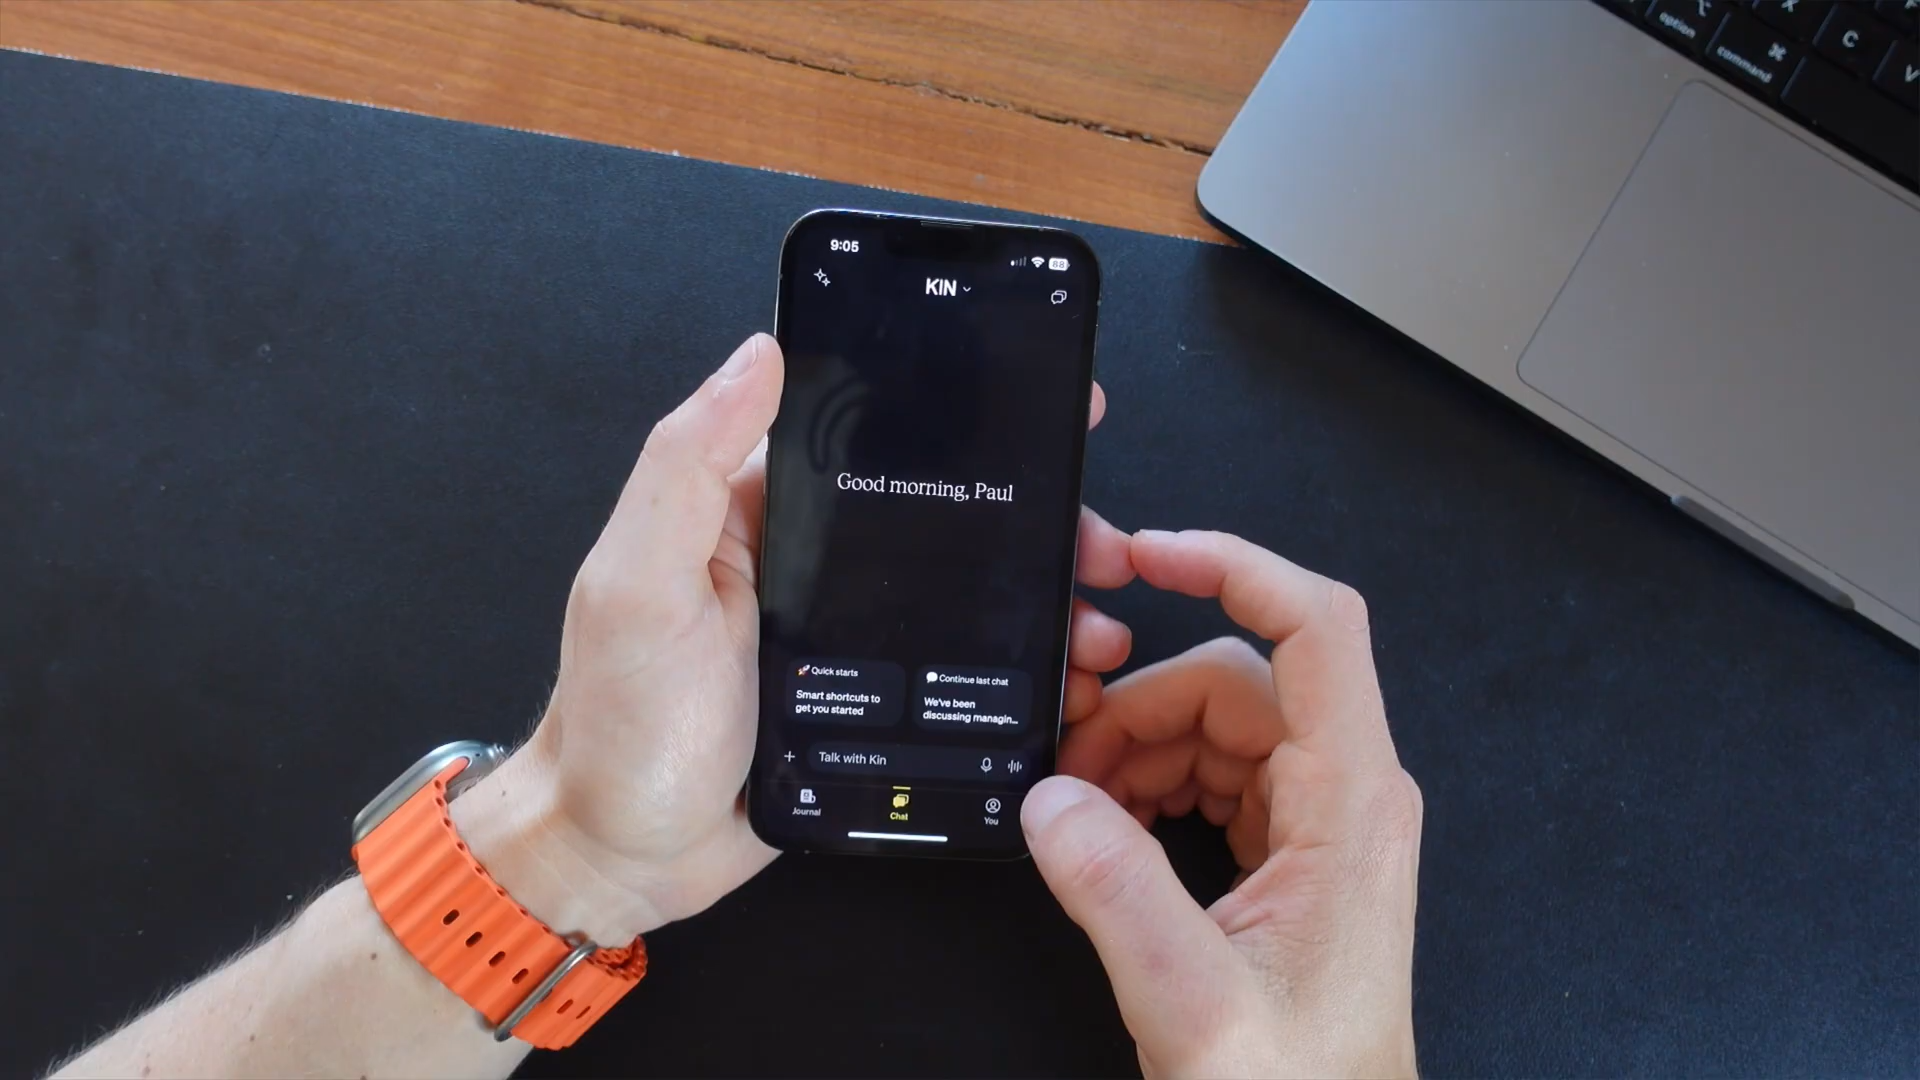 option
command
C
V
9:05
88
KIN
Good morning, Paul
Quick starts
Smart shortcuts to
get you started
Continue last chat
We've been
discussing managin...
Talk with Kin
Journal
Chat
You